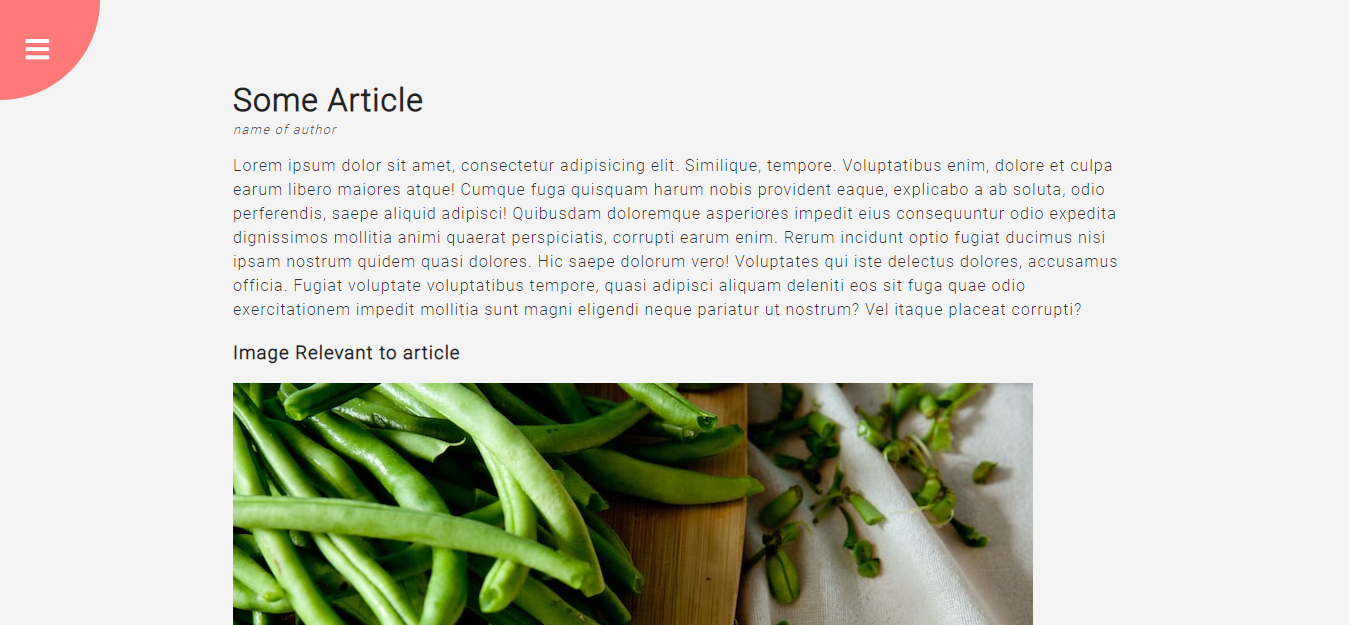 Some Article
name of author
Lorem ipsum dolor sit amet, consectetur adipisicing elit. Similique, tempore. Voluptatibus enim, dolore et culpa
earum libero maiores atque! Cumque fuga quisquam harum nobis provident eaque, explicabo a ab soluta, odio
perferendis, saepe aliquid adipisci! Quibusdam doloremque asperiores impedit eius consequuntur odio expedita
dignissimos mollitia animi quaerat perspiciatis, corrupti earum enim. Rerum incidunt optio fugiat ducimus nisi
ipsam nostrum quidem quasi dolores. Hic saepe dolorum vero! Voluptates qui iste delectus dolores, accusamus
officia. Fugiat voluptate voluptatibus tempore, quasi adipisci aliquam deleniti eos sit fuga quae odio
exercitationem impedit mollitia sunt magni eligendi neque pariatur ut nostrum? Vel itaque placeat corrupti?
Image Relevant to article